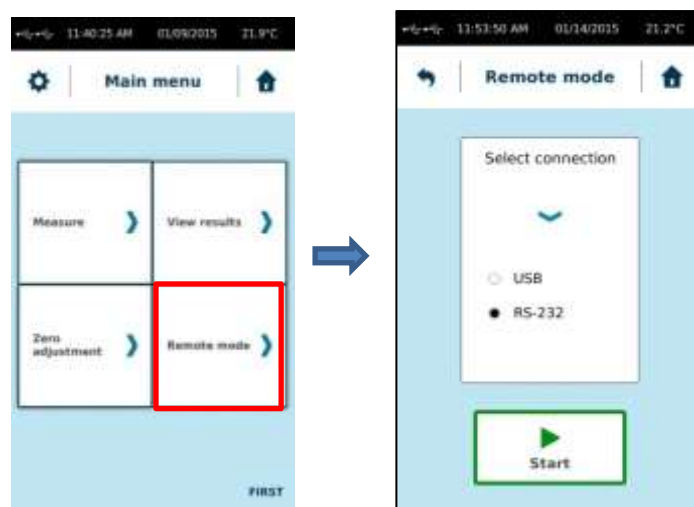 11:40:25 AM 01/09/2015 21.9°C
Main menu
Measure
View results
Zero
adjustment
Remote mode
FIRST
11:53:50 AM 01/14/2015 21.2°C
Remote mode
Select connection
USB
RS-232
Start